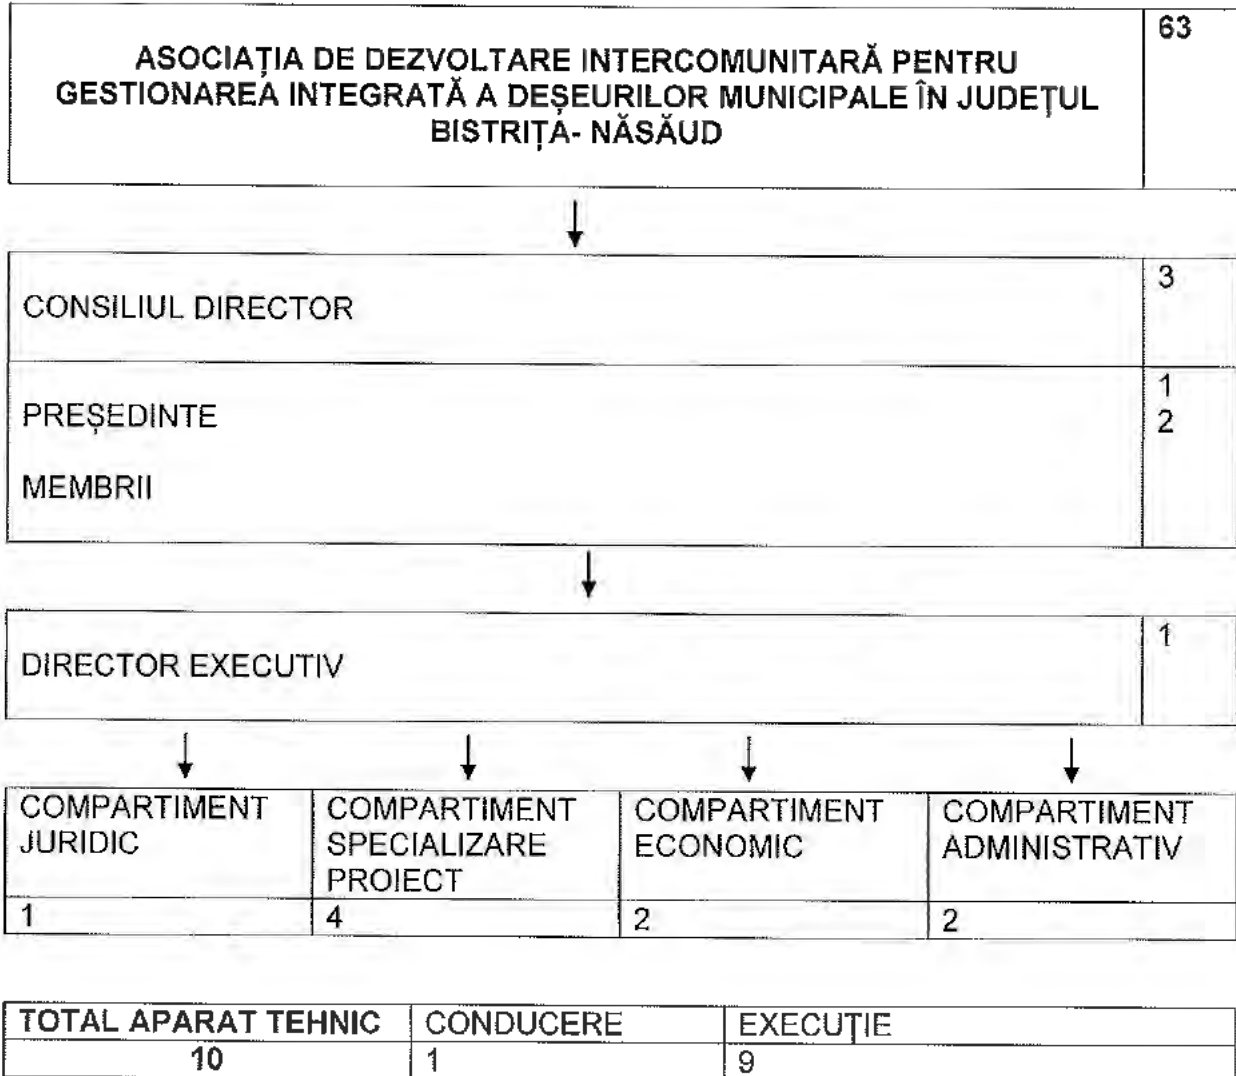 ASOCIAȚIA DE DEZVOLTARE INTERCOMUNITARĂ PENTRU
GESTIONAREA INTEGRATĂ A DEȘEURILOR MUNICIPALE ÎN JUDEȚUL
BISTRIȚA- NĂSĂUD
63
CONSILIUL DIRECTOR
3
PREȘEDINTE
1
2
MEMBRII
DIRECTOR EXECUTIV
1
COMPARTIMENT
JURIDIC
1
COMPARTIMENT
SPECIALIZARE
PROIECT
4
COMPARTIMENT
ECONOMIC
2
COMPARTIMENT
ADMINISTRATIV
2
TOTAL APARAT TEHNIC
10
CONDUCERE
1
EXECUȚIE
9